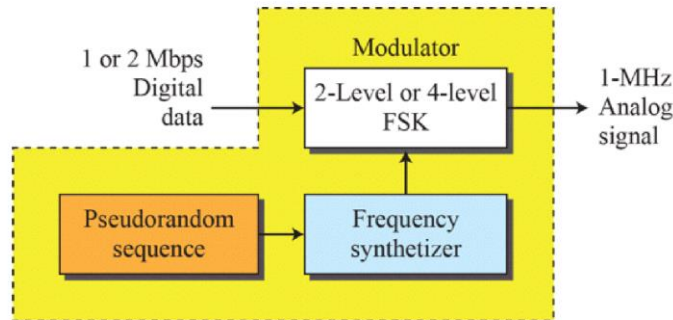 Modulator
1 or 2 Mbps
Digital
data
2-Level or 4-level
FSK
1-MHz
Analog
signal
Pseudorandom
sequence
Frequency
synthetizer